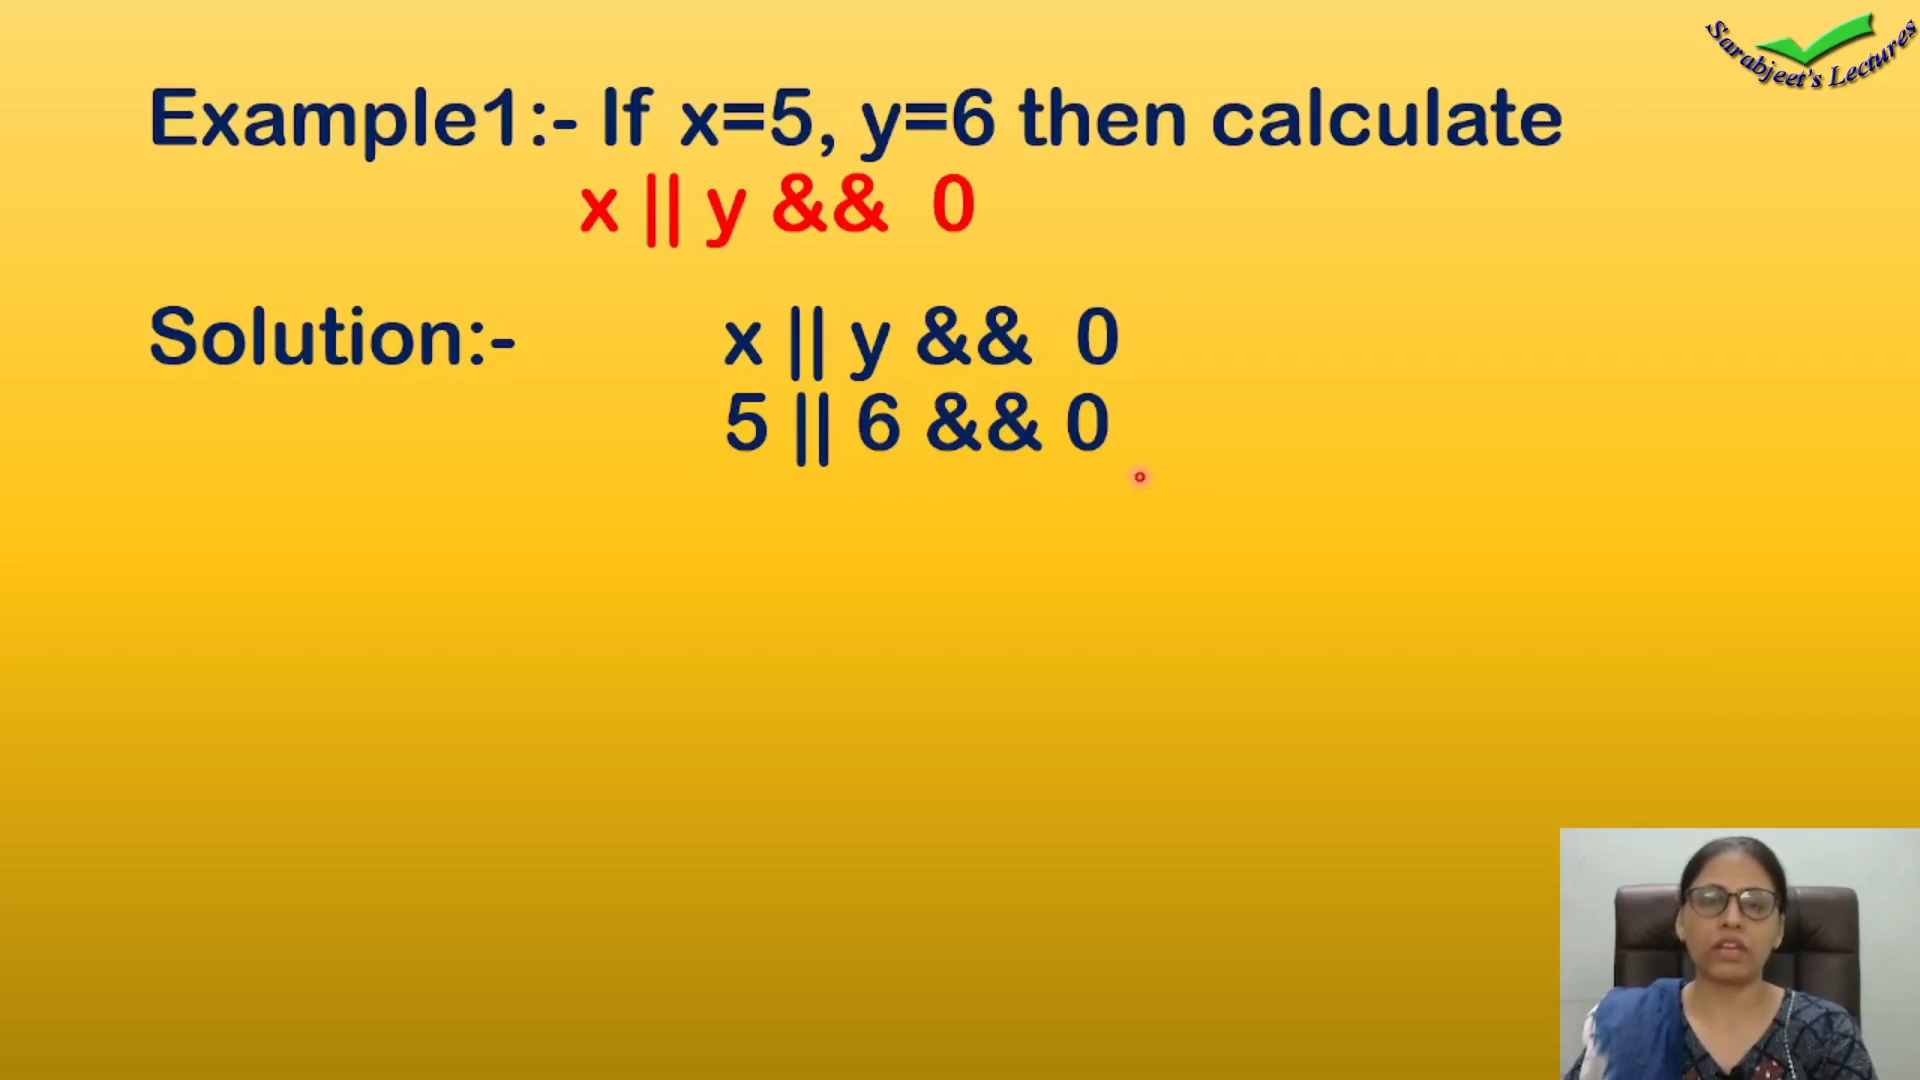 Sarabjeet's Lectures
Example1:- If x=5, y=6 then calculate
x || y && 0
Solution:- x || y && 0
5 || 6 && 0